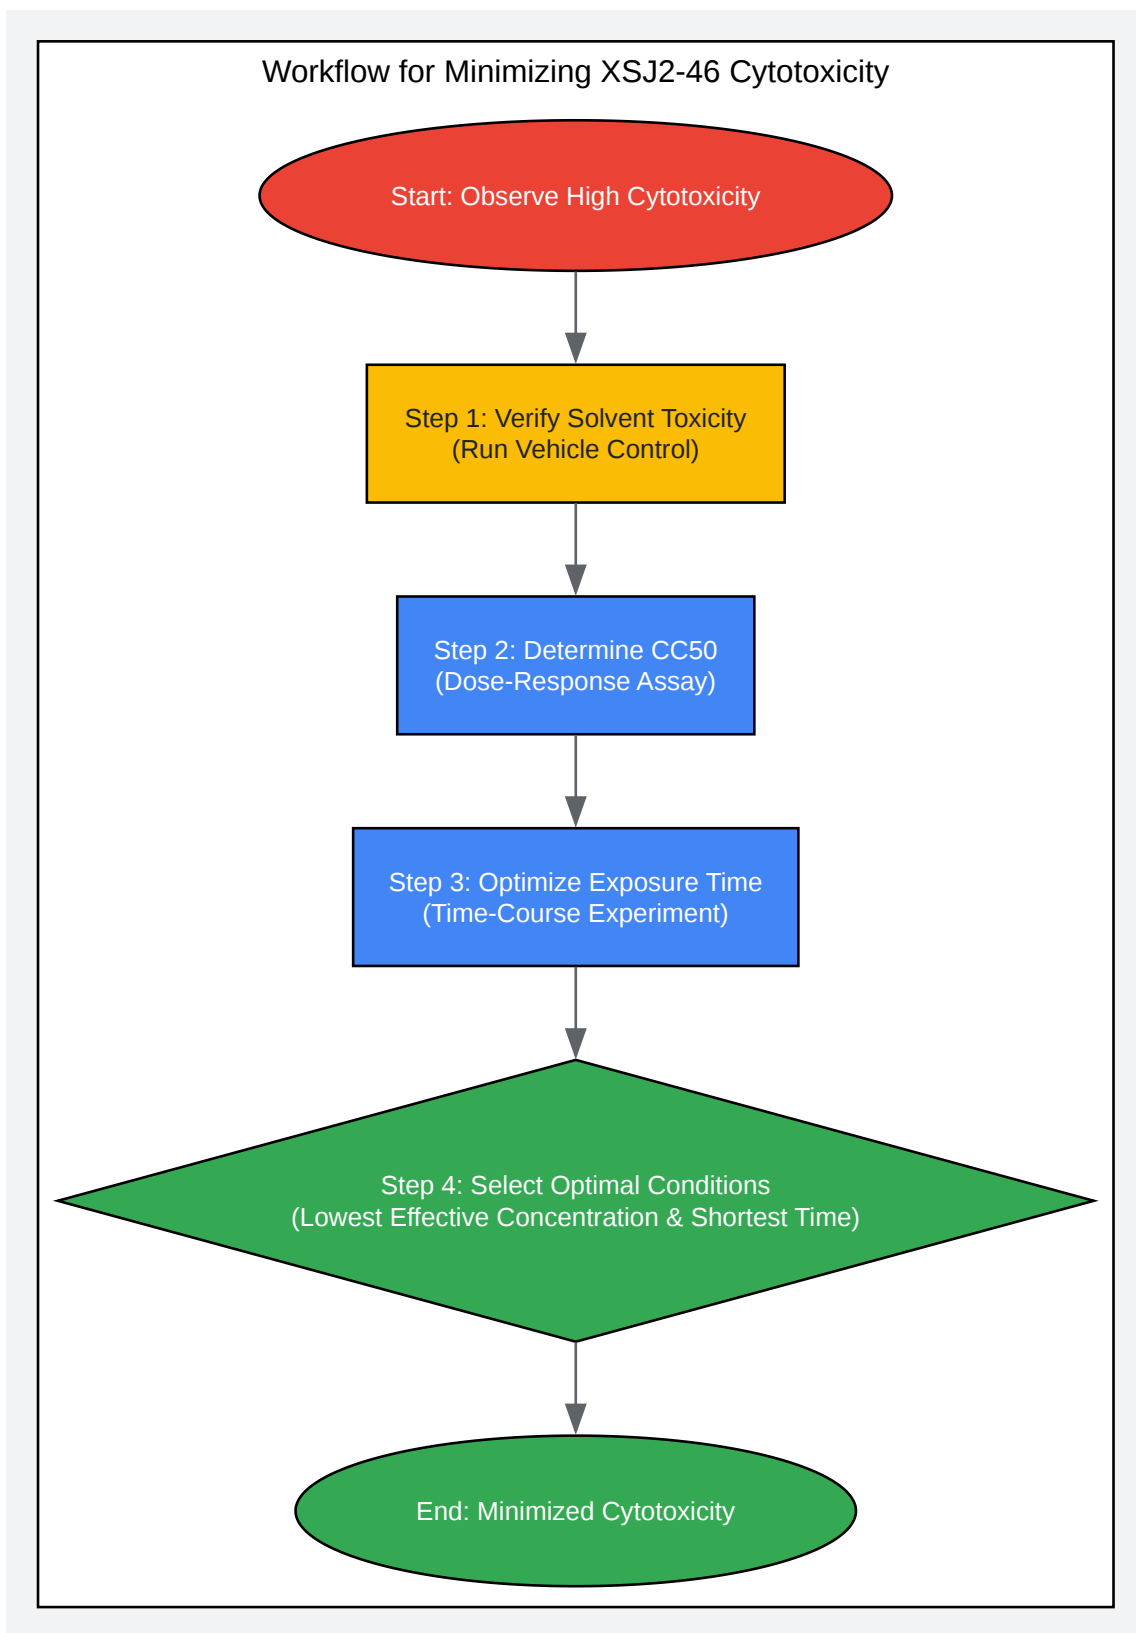 Workflow for Minimizing XSJ2-46 Cytotoxicity
Start: Observe High Cytotoxicity
Step 1: Verify Solvent Toxicity
(Run Vehicle Control)
Step 2: Determine CC50
(Dose-Response Assay)
Step 3: Optimize Exposure Time
(Time-Course Experiment)
Step 4: Select Optimal Conditions
(Lowest Effective Concentration & Shortest Time)
End: Minimized Cytotoxicity